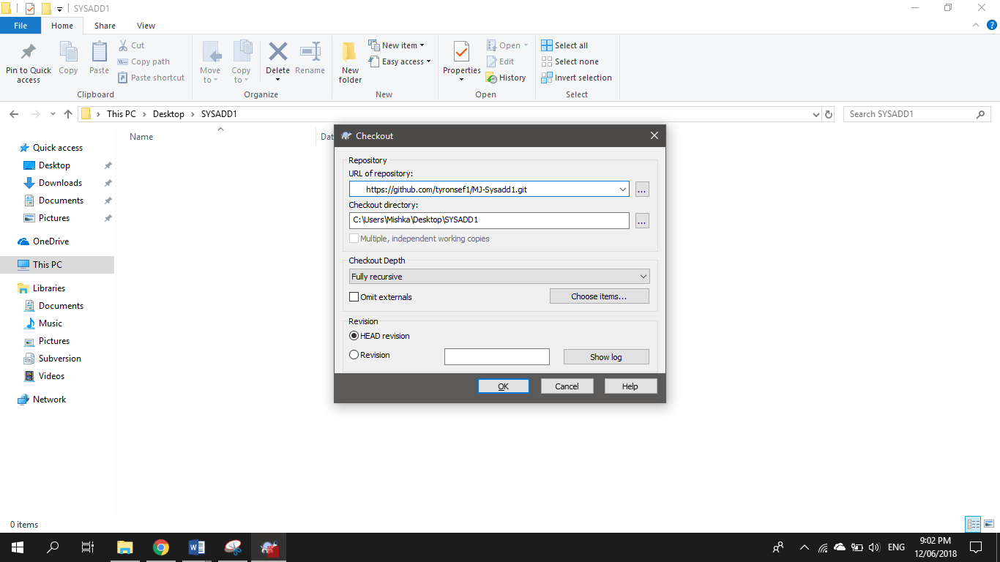 SYSADD1
File Home Share View
Pin to Quick access
Copy
Paste
Cut
Copy path
Paste shortcut
Clipboard
Move to
Copy to
Delete
Rename
Organize
New folder
New item
Easy access
New
Properties
Open
Edit
History
Open
Select all
Select none
Invert selection
Select
This PC Desktop SYSADD1
Search SYSADD1
Name
Dat
Quick access
Desktop
Downloads
Documents
Pictures
OneDrive
This PC
Libraries
Documents
Music
Pictures
Subversion
Videos
Network
Checkout
Repository
URL of repository:
https://github.com/tyronsef1/MJ-Sysadd1.git
...
Checkout directory:
C:\Users\Mishka\Desktop\SYSADD1
...
Multiple, independent working copies
Checkout Depth
Fully recursive
Omit externals
Choose items...
Revision
HEAD revision
Revision
Show log
OK
Cancel
Help
0 items
ENG
9:02 PM
12/06/2018